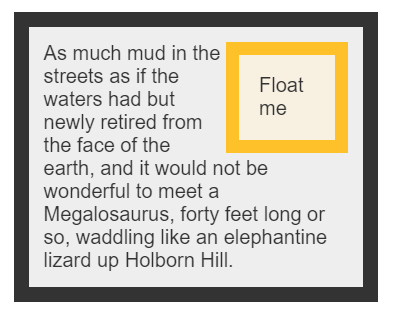 As much mud in the
streets as if the
waters had but
newly retired from
the face of the
earth, and it would not be
wonderful to meet a
Megalosaurus, forty feet long or
so, waddling like an elephantine
lizard up Holborn Hill.
Float
me